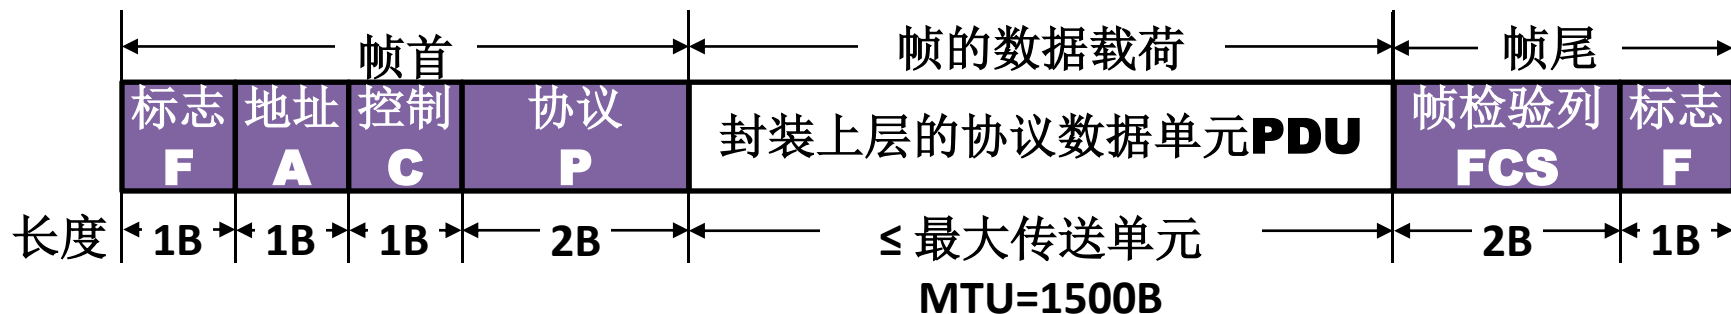 帧首 帧的数据载荷 帧尾
标志 地址 控制 协议 封装上层的协议数据单元PDU 帧检验列 标志
F A C P FCS F
长度 1B 1B 1B 2B ≤ 最大传送单元 2B 1B
MTU=1500B